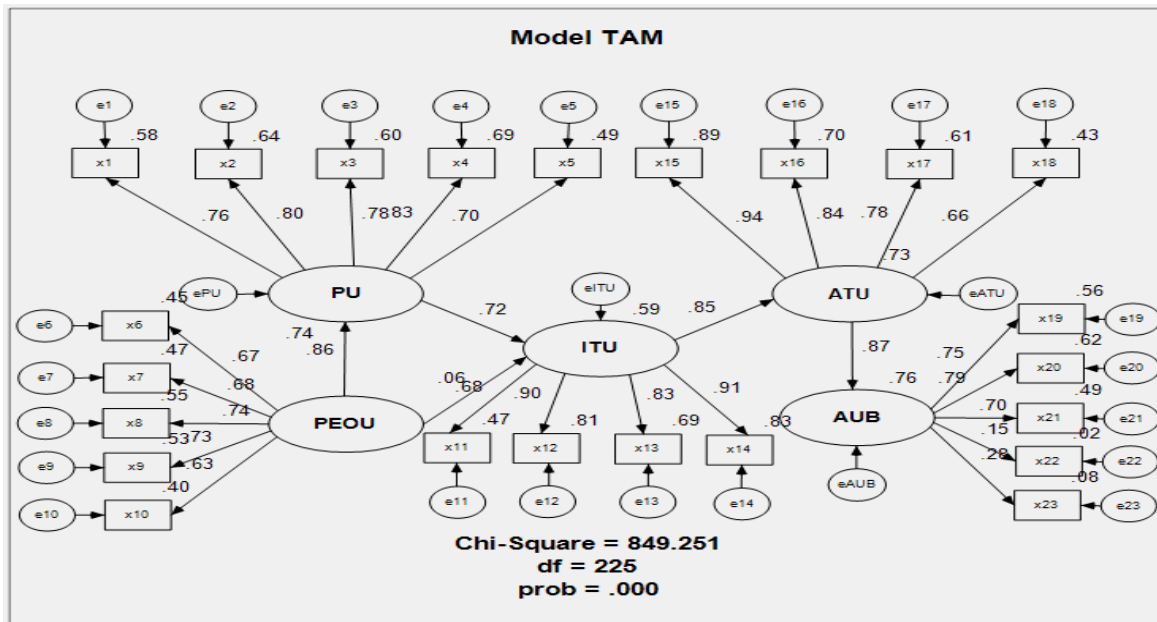 Model TAM
e1 e2 e3 e4 e5 e15 e16 e17 e18
.58 .64 .60 .69 .49 .89 .70 .61 .43
x1 x2 x3 x4 x5 x15 x16 x17 x18
.76 .80 .78 .83 .70 .94 .84 .78 .66
.73
ePU PU eITU ATU eATU
.45 .72 .59 .85 .56
e6 x6 x19 e19
.74 ITU .62
.47 .67 .86 .87 .75 x20 e20
e7 x7 .06 .76 .79 .49
.55 .68 .68 .90 .83 .91
e8 x8 .74 PEOU AUB .70 x21 e21
.53 .73 .47 .81 .69 .83 .15 .02
e9 x9 .63 x11 x12 x13 x14 .28 x22 e22
.40 eAUB .08
e10 x10 e11 e12 e13 e14 x23 e23
Chi-Square = 849.251
df = 225
prob = .000